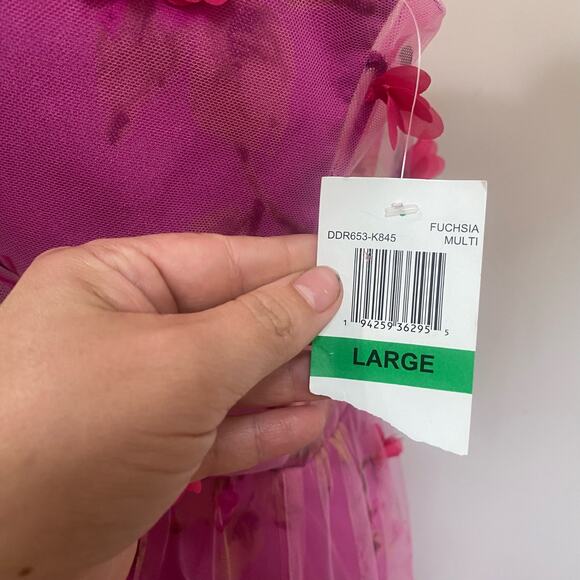 DDR653-K845
FUCHSIA
MULTI
1 94259 36295 5
LARGE